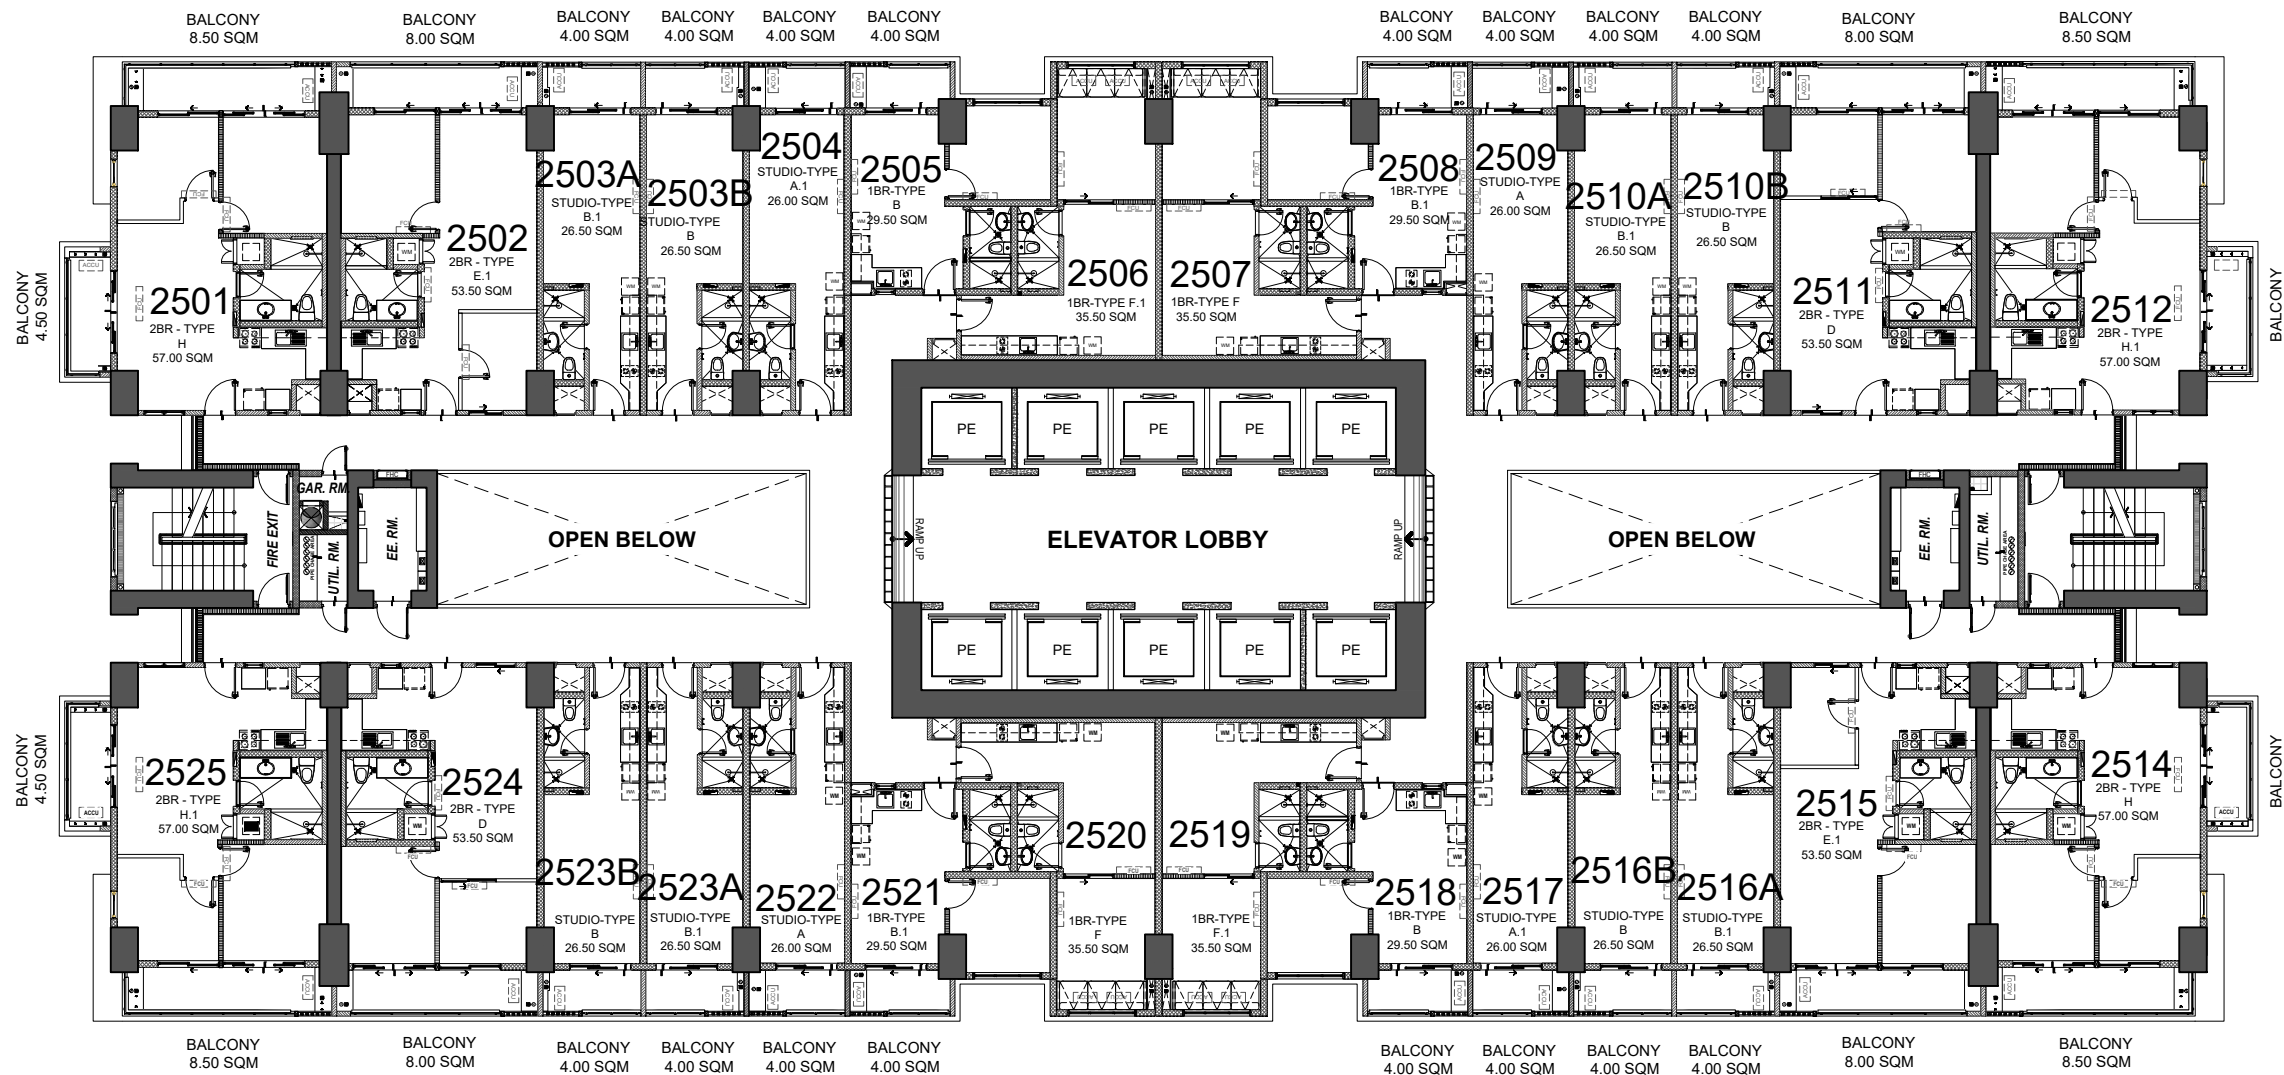 BALCONY
8.50 SQM
BALCONY
8.00 SQM
BALCONY
4.00 SQM
BALCONY
4.00 SQM
BALCONY
4.00 SQM
BALCONY
4.00 SQM
BALCONY
4.00 SQM
BALCONY
4.00 SQM
BALCONY
4.00 SQM
BALCONY
4.00 SQM
BALCONY
8.00 SQM
BALCONY
8.50 SQM
BALCONY
4.50 SQM
2501
2BR - TYPE
H
57.00 SQM
2502
2BR - TYPE
E.1
53.50 SQM
2503A
STUDIO-TYPE
B.1
26.50 SQM
2503B
STUDIO-TYPE
B
26.50 SQM
2504
STUDIO-TYPE
A.1
26.00 SQM
2505
1BR-TYPE
B
29.50 SQM
2506
1BR-TYPE F.1
35.50 SQM
2507
1BR-TYPE F
35.50 SQM
2508
1BR-TYPE
B.1
29.50 SQM
2509
STUDIO-TYPE
A
26.00 SQM
2510A
STUDIO-TYPE
B.1
26.50 SQM
2510B
STUDIO-TYPE
B
26.50 SQM
2511
2BR - TYPE
D
53.50 SQM
2512
2BR - TYPE
H.1
57.00 SQM
BALCONY
PE
PE
PE
PE
PE
FIRE EXIT
GAR. RM.
UTIL. RM.
PIPE CHASE AREA
FHC
EE. RM.
OPEN BELOW
RAMP UP
ELEVATOR LOBBY
RAMP UP
OPEN BELOW
FHC
EE. RM.
UTIL. RM.
PIPE CHASE AREA
PE
PE
PE
PE
PE
BALCONY
4.50 SQM
2525
2BR - TYPE
H.1
57.00 SQM
2524
2BR - TYPE
D
53.50 SQM
2523B
STUDIO-TYPE
B
26.50 SQM
2523A
STUDIO-TYPE
B.1
26.50 SQM
2522
STUDIO-TYPE
A
26.00 SQM
2521
1BR-TYPE
B.1
29.50 SQM
2520
1BR-TYPE
F
35.50 SQM
2519
1BR-TYPE
F.1
35.50 SQM
2518
1BR-TYPE
B
29.50 SQM
2517
STUDIO-TYPE
A.1
26.00 SQM
2516B
STUDIO-TYPE
B
26.50 SQM
2516A
STUDIO-TYPE
B.1
26.50 SQM
2515
2BR - TYPE
E.1
53.50 SQM
2514
2BR - TYPE
H
57.00 SQM
BALCONY
BALCONY
8.50 SQM
BALCONY
8.00 SQM
BALCONY
4.00 SQM
BALCONY
4.00 SQM
BALCONY
4.00 SQM
BALCONY
4.00 SQM
BALCONY
4.00 SQM
BALCONY
4.00 SQM
BALCONY
4.00 SQM
BALCONY
4.00 SQM
BALCONY
8.00 SQM
BALCONY
8.50 SQM